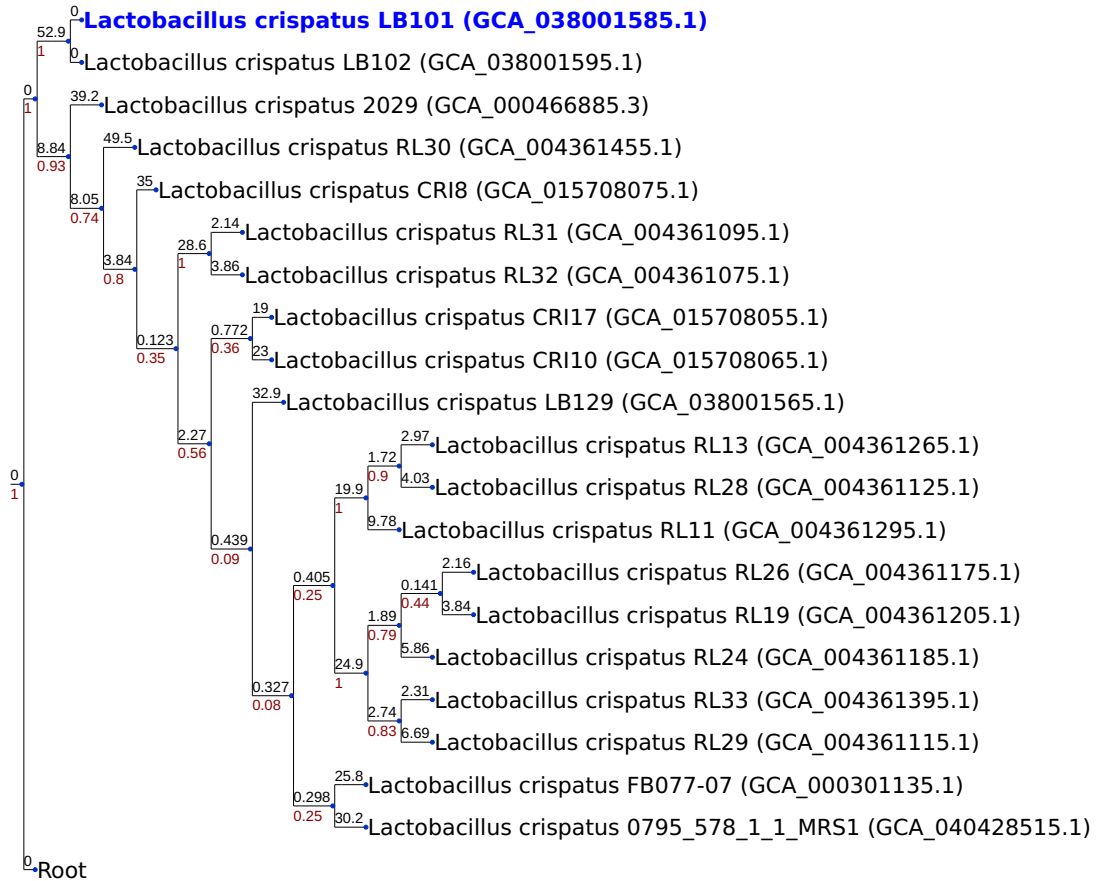 0
Lactobacillus crispatus LB101 (GCA_038001585.1)
52.9
1
0
Lactobacillus crispatus LB102 (GCA_038001595.1)
0
1
39.2
Lactobacillus crispatus 2029 (GCA_000466885.3)
8.84
0.93
49.5
Lactobacillus crispatus RL30 (GCA_004361455.1)
8.05
0.74
35
Lactobacillus crispatus CRI8 (GCA_015708075.1)
3.84
0.8
2.14
Lactobacillus crispatus RL31 (GCA_004361095.1)
28.6
1
3.86
Lactobacillus crispatus RL32 (GCA_004361075.1)
0.123
0.35
19
Lactobacillus crispatus CRI17 (GCA_015708055.1)
0.772
0.36
23
Lactobacillus crispatus CRI10 (GCA_015708065.1)
2.27
0.56
32.9
Lactobacillus crispatus LB129 (GCA_038001565.1)
0.439
0.09
2.97
Lactobacillus crispatus RL13 (GCA_004361265.1)
1.72
0.9
4.03
Lactobacillus crispatus RL28 (GCA_004361125.1)
19.9
1
9.78
Lactobacillus crispatus RL11 (GCA_004361295.1)
0
1
0.405
0.25
2.16
Lactobacillus crispatus RL26 (GCA_004361175.1)
0.141
0.44
3.84
Lactobacillus crispatus RL19 (GCA_004361205.1)
1.89
0.79
5.86
Lactobacillus crispatus RL24 (GCA_004361185.1)
24.9
1
2.31
Lactobacillus crispatus RL33 (GCA_004361395.1)
2.74
0.83
6.69
Lactobacillus crispatus RL29 (GCA_004361115.1)
0.327
0.08
25.8
Lactobacillus crispatus FB077-07 (GCA_000301135.1)
0.298
0.25
30.2
Lactobacillus crispatus 0795_578_1_1_MRS1 (GCA_040428515.1)
0
Root